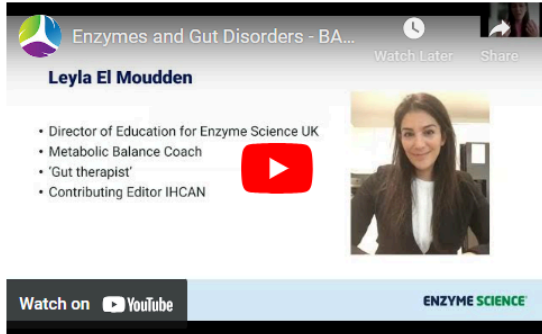 Enzymes and Gut Disorders - BA...
Watch Later
Share
Leyla El Moudden
• Director of Education for Enzyme Science UK
• Metabolic Balance Coach
• 'Gut therapist'
• Contributing Editor IHCAN
Watch on YouTube
ENZYME SCIENCE